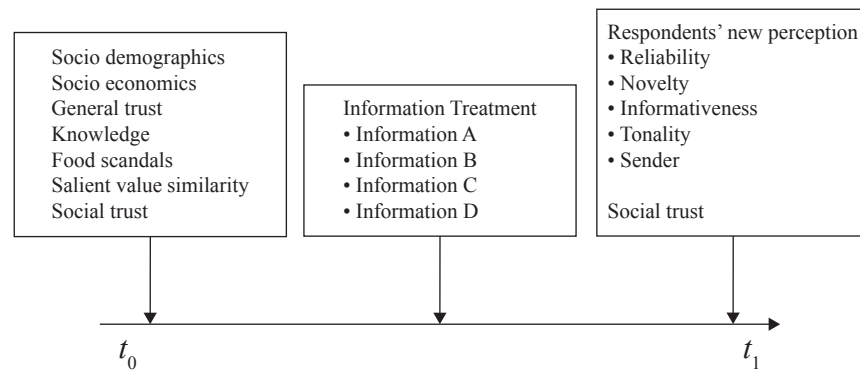 Socio demographics
Socio economics
General trust
Knowledge
Food scandals
Salient value similarity
Social trust
Information Treatment
• Information A
• Information B
• Information C
• Information D
Respondents’ new perception
• Reliability
• Novelty
• Informativeness
• Tonality
• Sender
Social trust
t0
t1